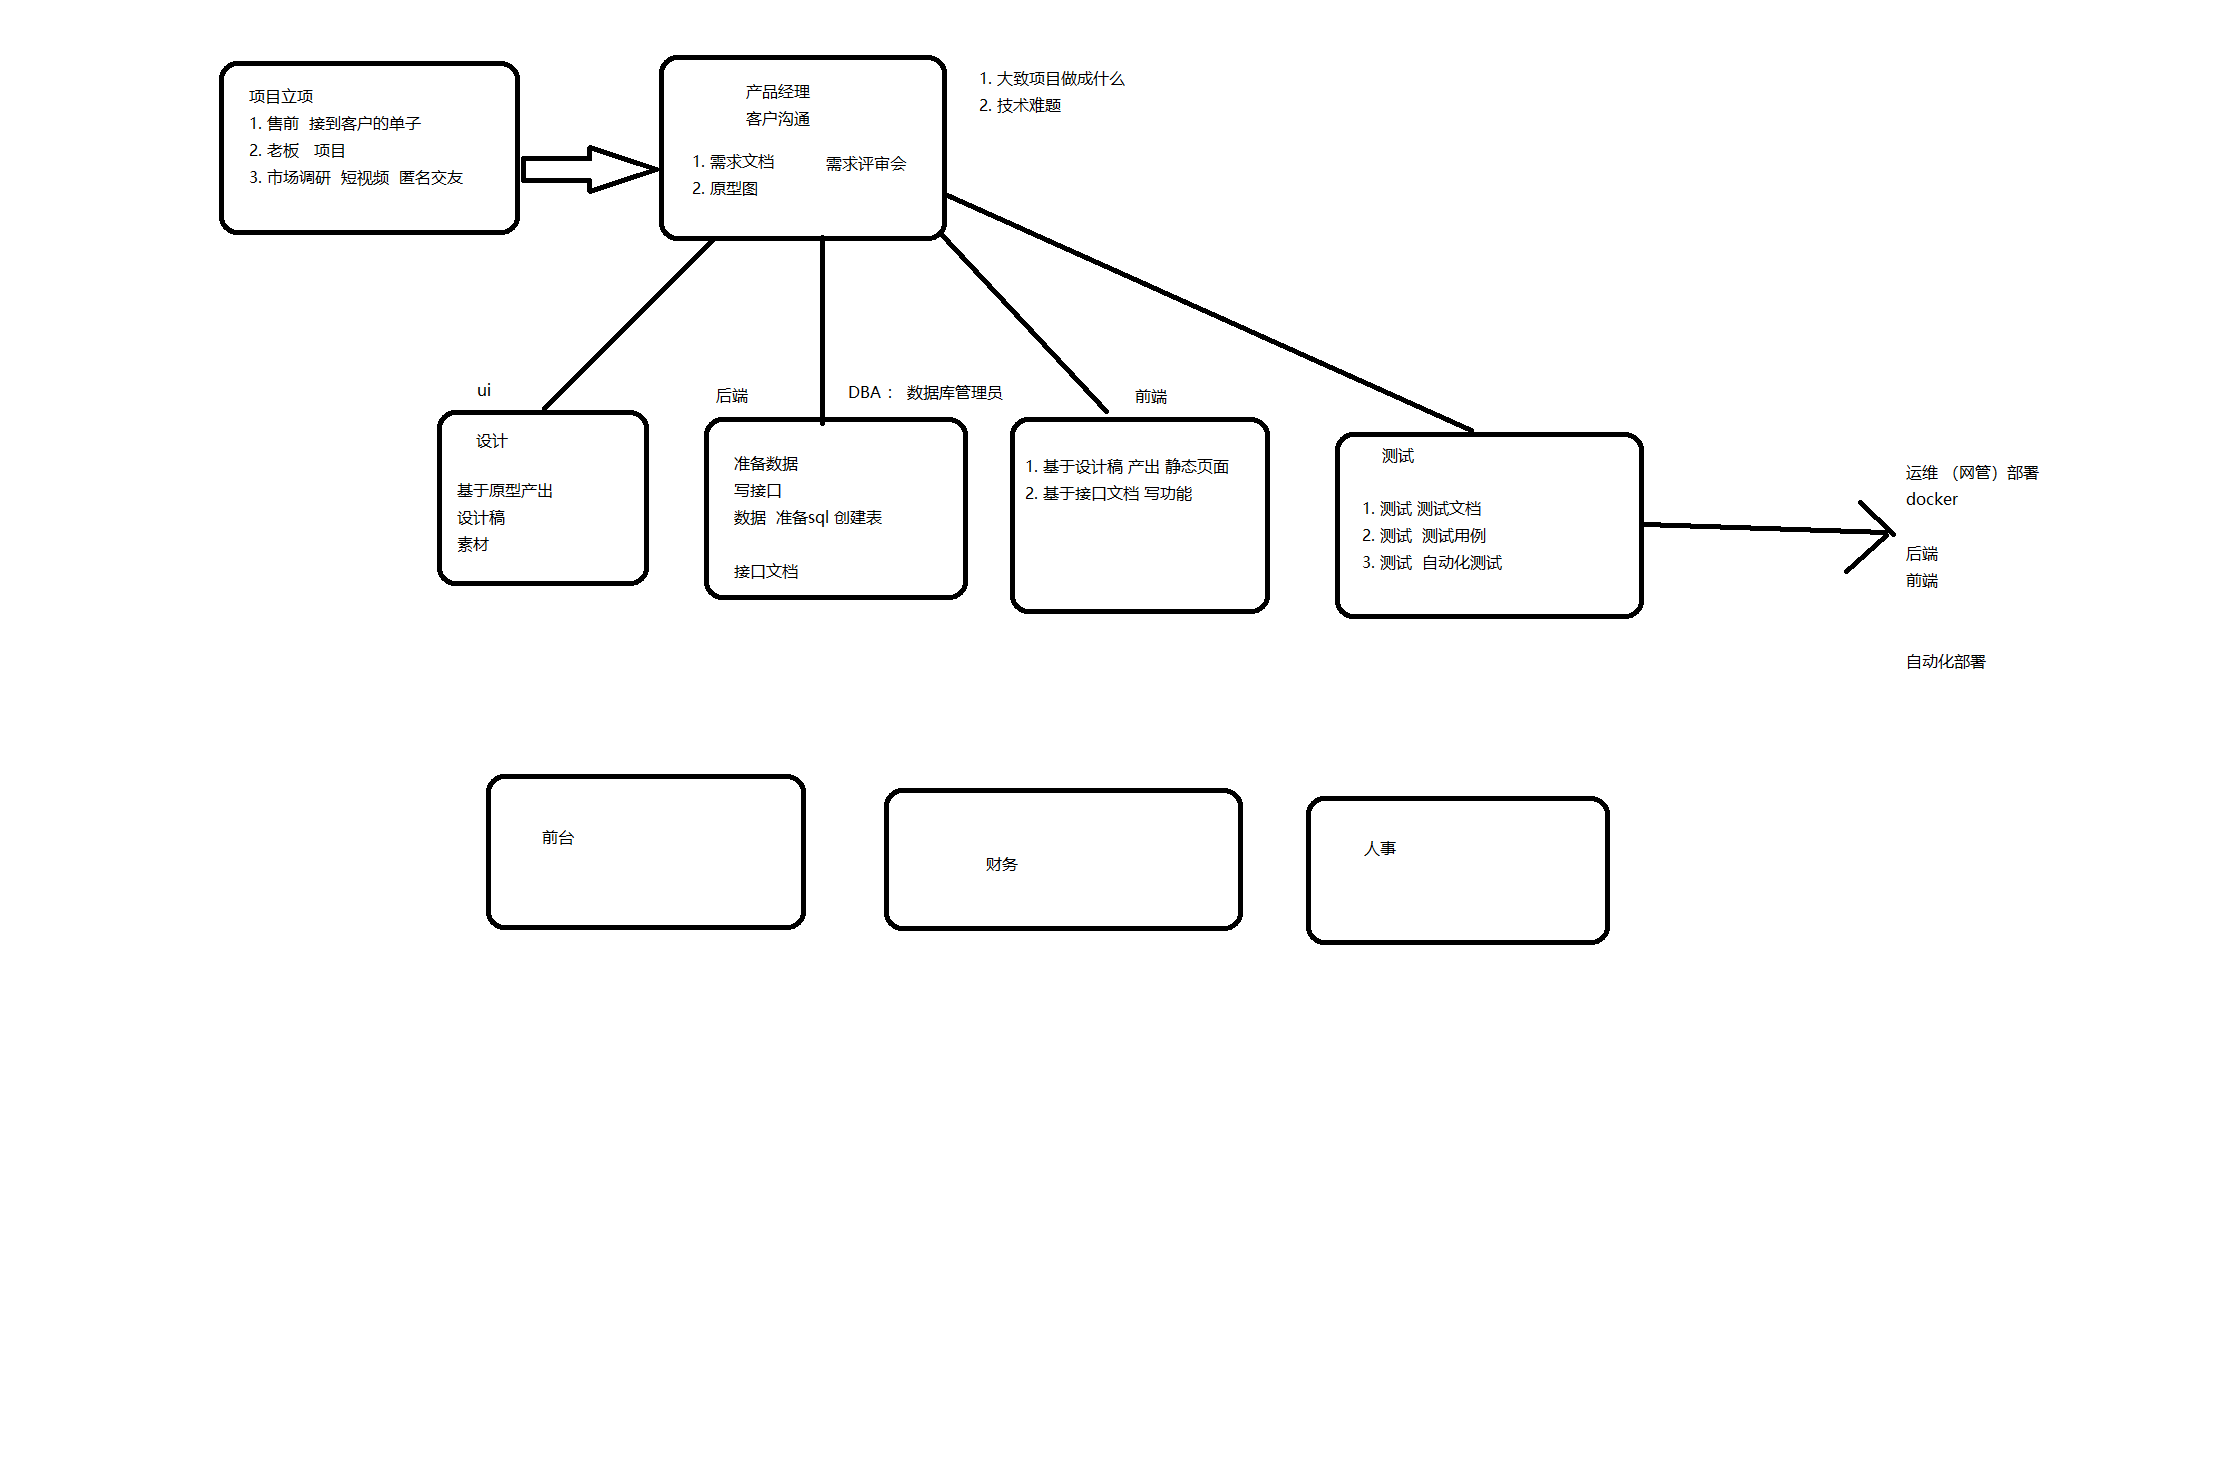 项目立项
1. 售前  接到客户的单子
2. 老板   项目
3. 市场调研  短视频  匿名交友
产品经理
客户沟通
1. 需求文档
2. 原型图
需求评审会
1. 大致项目做成什么
2. 技术难题
ui
设计
基于原型产出
设计稿
素材
后端
DBA： 数据库管理员
准备数据
写接口
数据  准备sql 创建表
接口文档
前端
1. 基于设计稿 产出 静态页面
2. 基于接口文档 写功能
测试
1. 测试 测试文档
2. 测试  测试用例
3. 测试  自动化测试
运维 （网管）部署
docker
后端
前端
自动化部署
前台
财务
人事